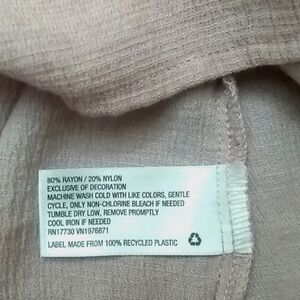 80% RAYON / 20% NYLON
EXCLUSIVE OF DECORATION
MACHINE WASH COLD WITH LIKE COLORS, GENTLE
CYCLE, ONLY NON-CHLORINE BLEACH IF NEEDED
TUMBLE DRY LOW, REMOVE PROMPTLY
COOL IRON IF NEEDED
RN17730 VN1976871
LABEL MADE FROM 100% RECYCLED PLASTIC